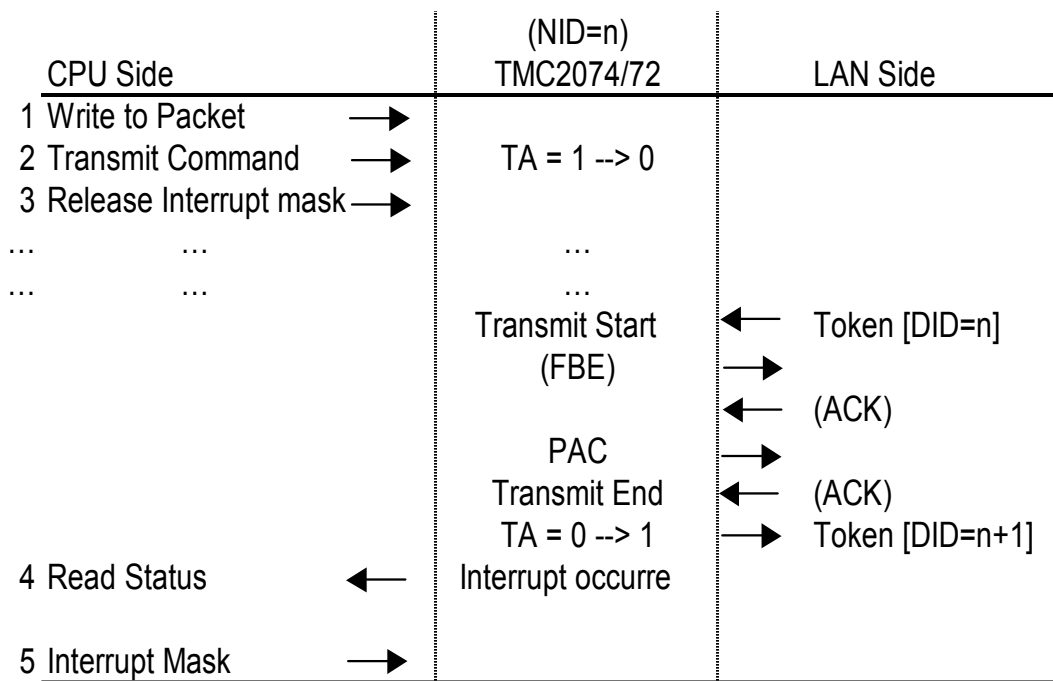 (NID=n)
CPU Side TMC2074/72 LAN Side
1 Write to Packet
2 Transmit Command TA = 1 --> 0
3 Release Interrupt mask
… … …
… … …
Transmit Start Token [DID=n]
(FBE)
(ACK)
PAC
Transmit End (ACK)
TA = 0 --> 1 Token [DID=n+1]
4 Read Status Interrupt occurre
5 Interrupt Mask